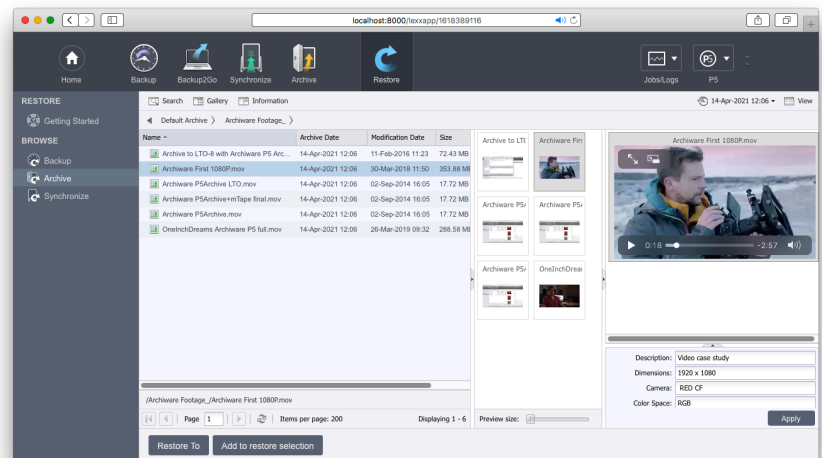 localhost:8000/lexxapp/1618389116
Home
Backup
Backup2Go
Synchronize
Archive
Restore
Jobs/Logs
P5
RESTORE
Getting Started
BROWSE
Backup
Archive
Synchronize
Search Gallery Information
14-Apr-2021 12:06 View
Default Archive Archiware Footage_
Name Archive Date Modification Date Size
Archive to LTO-8 with Archiware P5 Arc... 14-Apr-2021 12:06 11-Feb-2016 11:23 72.43 MB
Archiware First 1080P.mov 14-Apr-2021 12:06 30-Mar-2018 11:50 353.88 MB
Archiware P5Archive LTO.mov 14-Apr-2021 12:06 02-Sep-2014 16:05 17.72 MB
Archiware P5Archive+mTape final.mov 14-Apr-2021 12:06 02-Sep-2014 16:05 17.72 MB
Archiware P5Archive.mov 14-Apr-2021 12:06 02-Sep-2014 16:05 17.72 MB
OneInchDreams Archiware P5 full.mov 14-Apr-2021 12:06 26-Mar-2019 09:32 288.58 MB
/Archiware Footage_/Archiware First 1080P.mov
Page 1 Items per page: 200 Displaying 1 - 6
Archive to LTO Archiware Firs
Archiware P5A Archiware P5A
Archiware P5A OneInchDrea
Preview size:
Archiware First 1080P.mov
0:18 -2:57
Description: Video case study
Dimensions: 1920 x 1080
Camera: RED CF
Color Space: RGB
Apply
Restore To
Add to restore selection